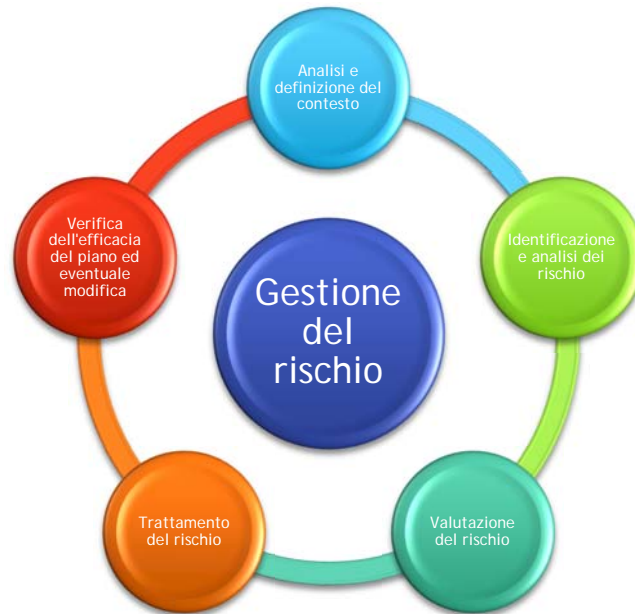 Analisi e
definizione del
contesto
Identificazione
e analisi dei
rischio
Valutazione
del rischio
Trattamento
del rischio
Verifica
dell'efficacia
del piano ed
eventuale
modifica
Gestione
del
rischio